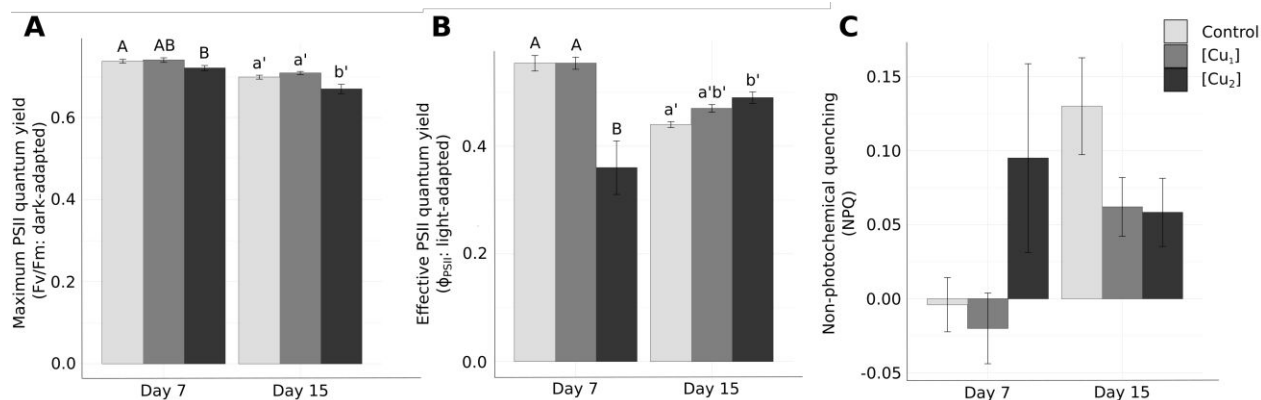 A
Maximum PSII quantum yield
(Fv/Fm: dark-adapted)
0.6
0.4
0.2
0.0
A
AB
B
a'
a'
b'
Day 7
Day 15
B
Effective PSII quantum yield
(ϕPSII: light-adapted)
0.4
0.2
0.0
A
A
B
a'
a'b'
b'
Day 7
Day 15
C
Non-photochemical quenching
(NPQ)
0.15
0.10
0.05
0.00
-0.05
Day 7
Day 15
Control
[Cu₁]
[Cu₂]